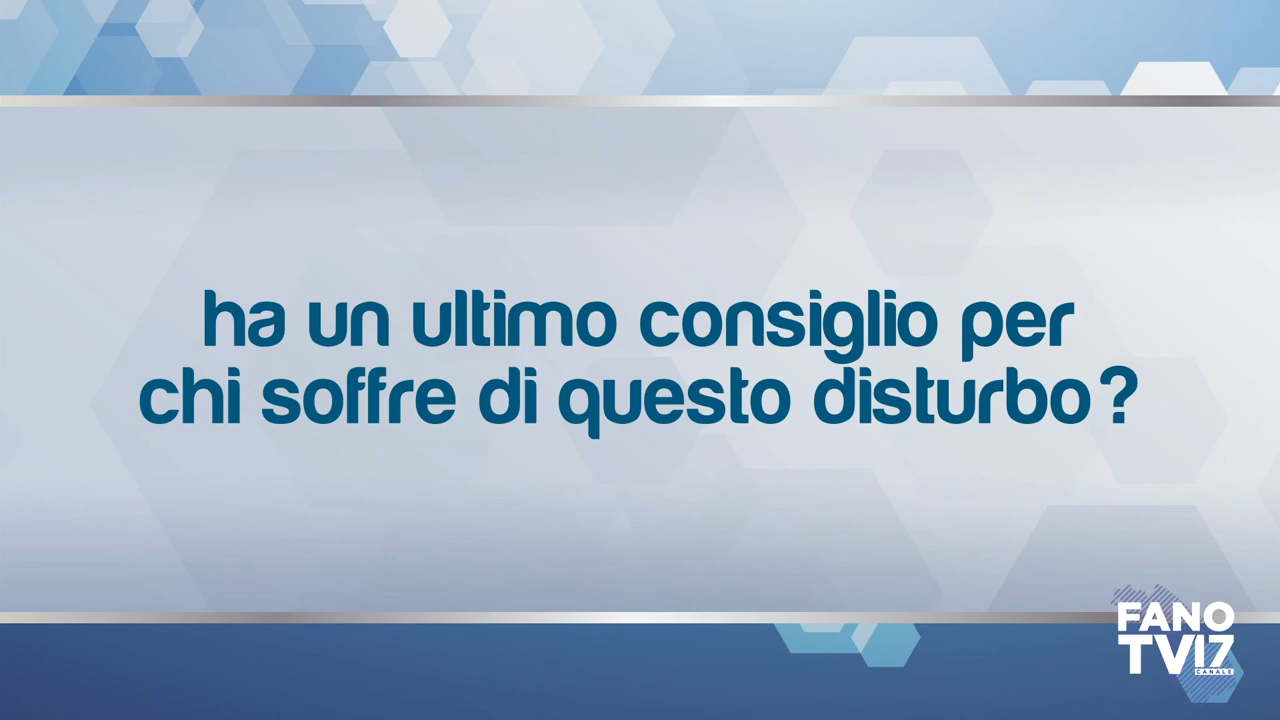 ha un ultimo consiglio per
chi soffre di questo disturbo?
FANO
TV17
CANALE